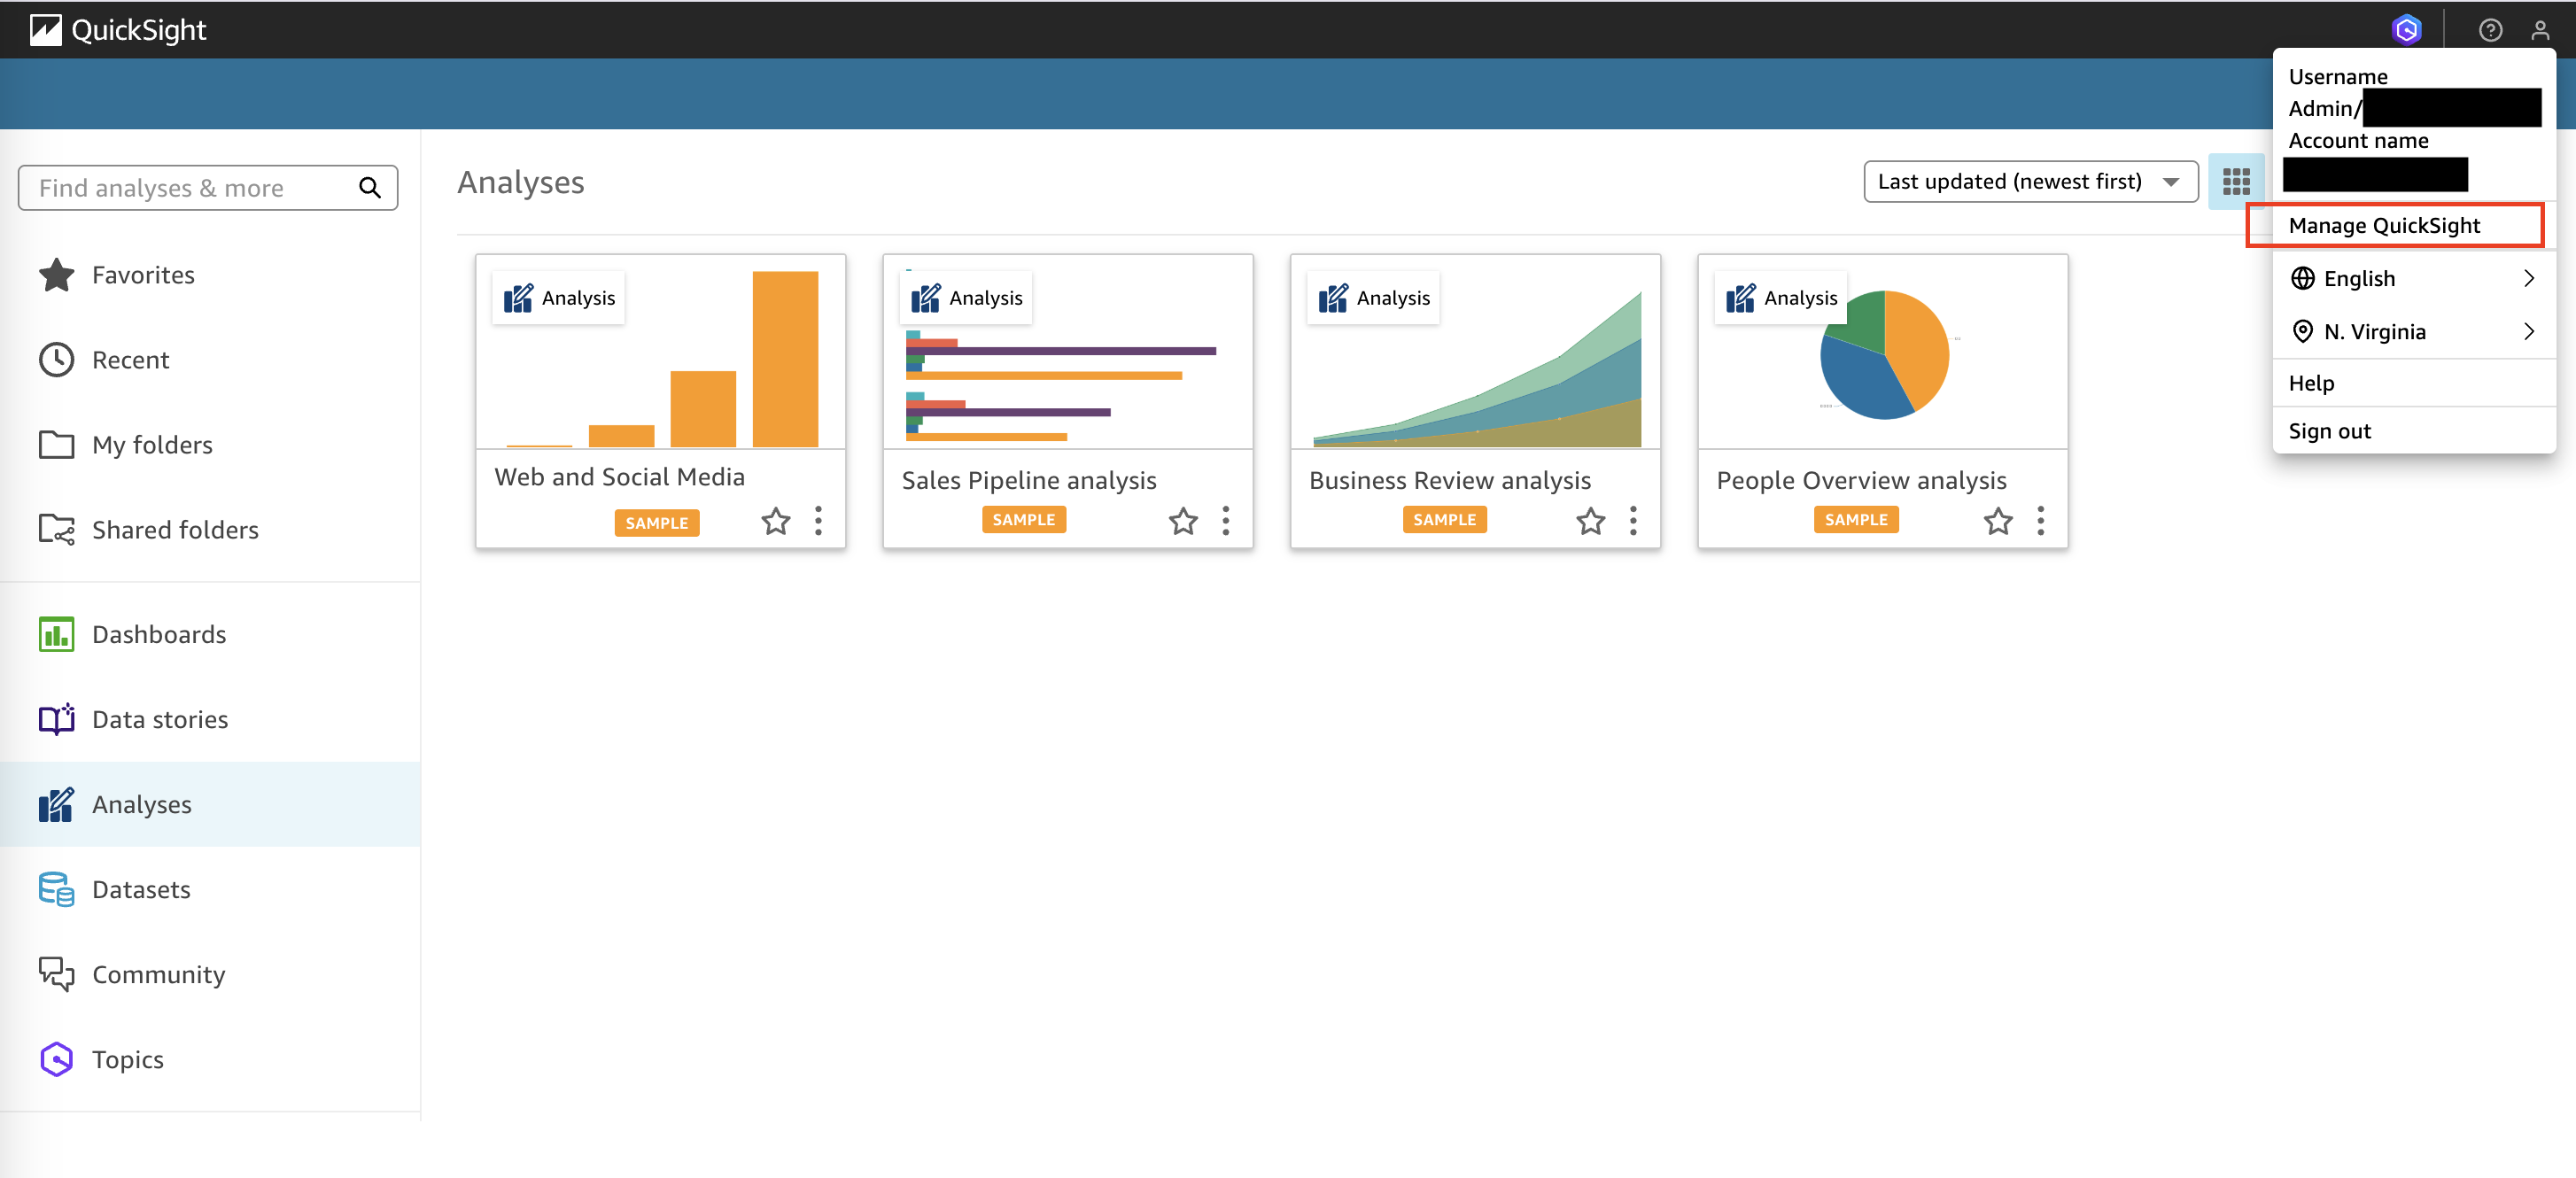 QuickSight
Username
Admin/
Account name
Find analyses & more
Analyses
Last updated (newest first)
Manage QuickSight
English
N. Virginia
Help
Sign out
Favorites
Recent
My folders
Shared folders
Dashboards
Data stories
Analyses
Datasets
Community
Topics
Analysis
Web and Social Media
SAMPLE
Analysis
Sales Pipeline analysis
SAMPLE
Analysis
Business Review analysis
SAMPLE
Analysis
People Overview analysis
SAMPLE